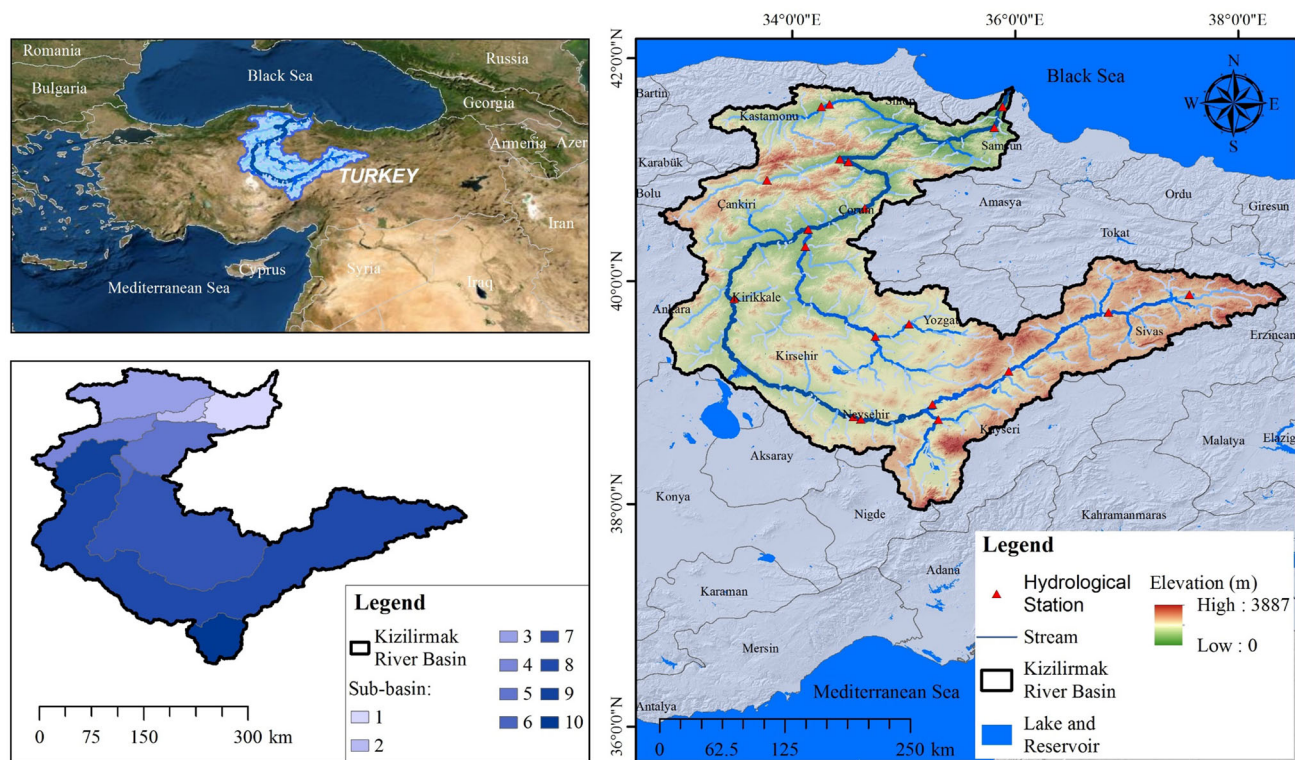 Romania
Bulgaria
Black Sea
Russia
Georgia
Armenia
Azer
TURKEY
Iran
Cyprus
Syria
Iraq
Mediterranean Sea
Legend
Kizilirmak
River Basin
Sub-basin:
1
2
3
4
5
6
7
8
9
10
0 75 150 300 km
34°0'0"E 36°0'0"E 38°0'0"E
42°0'0"N
40°0'0"N
38°0'0"N
36°0'0"N
Black Sea
N
W E
S
Bartin
Kastamonu
Sinop
Samsun
Karabük
Bolu
Çankiri
Corum
Amasya
Ordu
Giresun
Tokat
Ankara
Kirikkale
Yozgat
Sivas
Erzincan
Kirsehir
Nevsehir
Kayseri
Aksaray
Malatya
Elazig
Konya
Nigde
Kahramanmaras
Karaman
Adana
Mersin
Antalya
Mediterranean Sea
0 62.5 125 250 km
Legend
Hydrological
Station
Stream
Kizilirmak
River Basin
Lake and
Reservoir
Elevation (m)
High : 3887
Low : 0